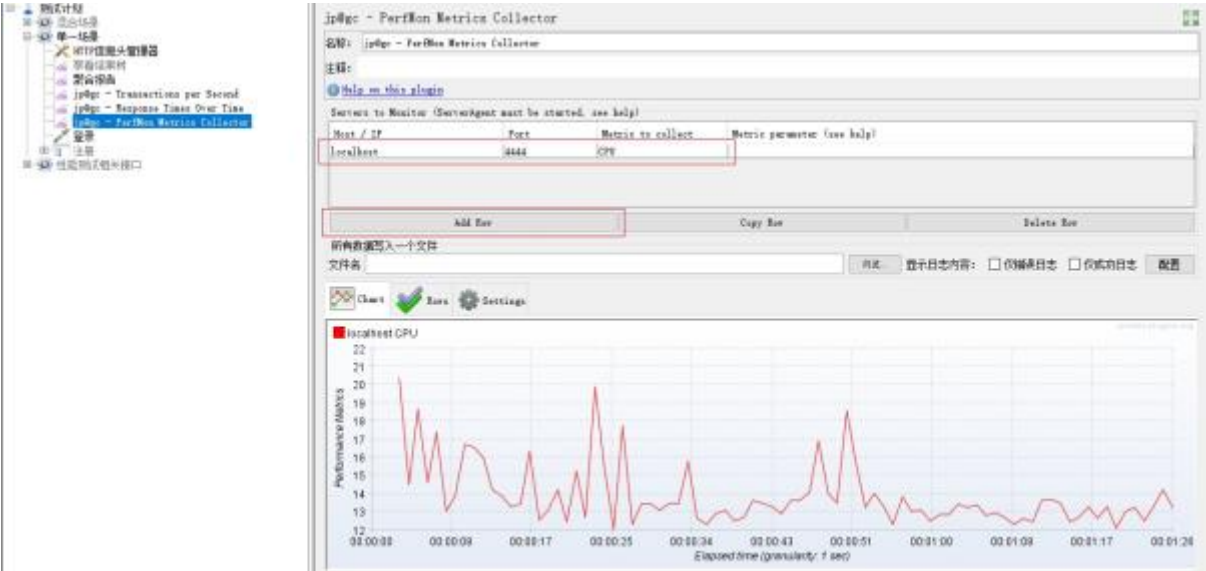 测试计划
混合场景
单一场景
HTTP信息头管理器
察看结果树
聚合报告
jp@gc - Transactions per Second
jp@gc - Response Times Over Time
jp@gc - PerfMon Metrics Collector
登录
注册
性能测试相关接口
jp@gc - PerfMon Metrics Collector
名称: jp@gc - PerfMon Metrics Collector
注释:
Help on this plugin
Servers to Monitor (ServerAgent must be started, see help)
Host / IP Port Metric to collect Metric parameter (see help)
localhost 4444 CPU
Add Row Copy Row Delete Row
所有数据写入一个文件
文件名 浏览... 显示日志内容: 仅错误日志 仅成功日志 配置
Chart Rows Settings
localhost CPU
22
21
20
19
18
17
16
15
14
13
12
Performance Metrics
00:00:00 00:00:09 00:00:17 00:00:25 00:00:34 00:00:43 00:00:51 00:01:00 00:01:09 00:01:17 00:01:26
Elapsed time (granularity: 1 sec)